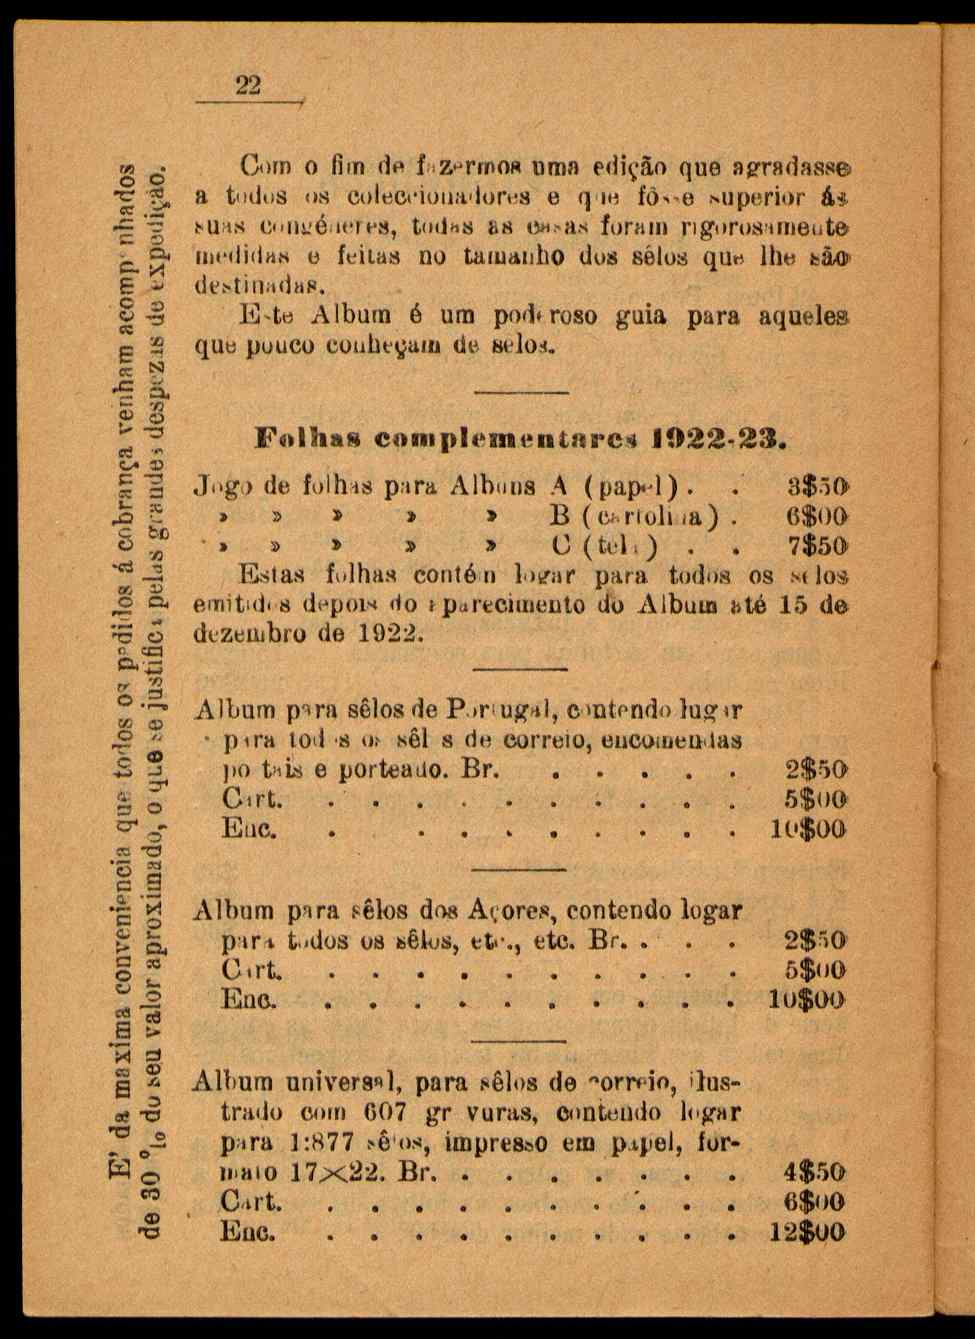 22
Com o fim de fazermos uma edição que agradasse
a todos os coleccionadores e que fôsse superior ás
suas congéneres, todas as casas foram rigorosamente
medidas e feitas no tamanho dos sêlos que lhe são
destinadas.
Este Album é um poderoso guia para aqueles
que pouco conheçam de selos.
Folhas complementares 1922-23.
Jogo de folhas para Albuns A (papel) . . 3$50
» » » » » B (cartolina) . 6$00
» » » » » C (tela) . . 7$50
Estas folhas contém logar para todos os selos
emitidos depois do aparecimento do Album até 15 de
dezembro de 1922.
Album para sêlos de Portugal, contendo lugar
para todos os sêlos de correio, encomendas
postais e porteado. Br. . . . . . 2$50
Cart. . . . . . . . . . . 5$00
Enc. . . . . . . . . . 10$00
Album para sêlos dos Açores, contendo logar
para todos os sêlos, etc., etc. Br. . . . 2$50
Cart. . . . . . . . . . . 5$00
Enc. . . . . . . . . . . 10$00
Album universal, para sêlos de correio, ilus-
trado com 607 gravuras, contendo logar
para 1:877 sêlos, impresso em papel, for-
mato 17×22. Br. . . . . . . . 4$50
Cart. . . . . . . . . . . 6$00
Enc. . . . . . . . . . . 12$00
E' da maxima conveniencia que todos os pedidos á cobrança venham acompanhados
de 30 % do seu valor aproximado, o que se justifica pelas grandes despezas de expedição.